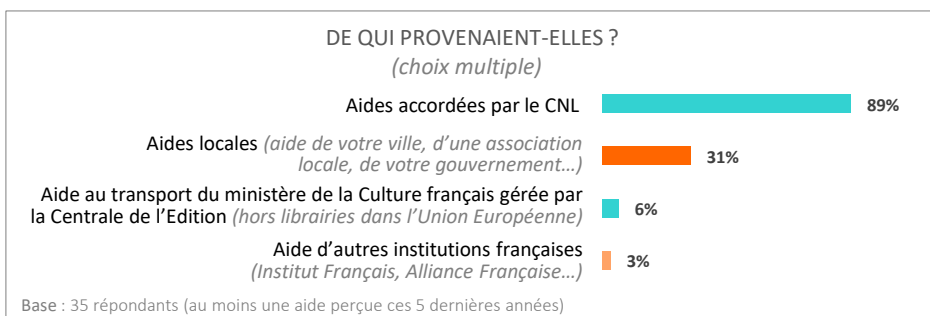 DE QUI PROVENAIENT-ELLES ?
(choix multiple)
Aides accordées par le CNL
89%
Aides locales (aide de votre ville, d'une association
locale, de votre gouvernement…)
31%
Aide au transport du ministère de la Culture français gérée par
la Centrale de l'Edition (hors librairies dans l'Union Européenne)
6%
Aide d'autres institutions françaises
(Institut Français, Alliance Française…)
3%
Base : 35 répondants (au moins une aide perçue ces 5 dernières années)